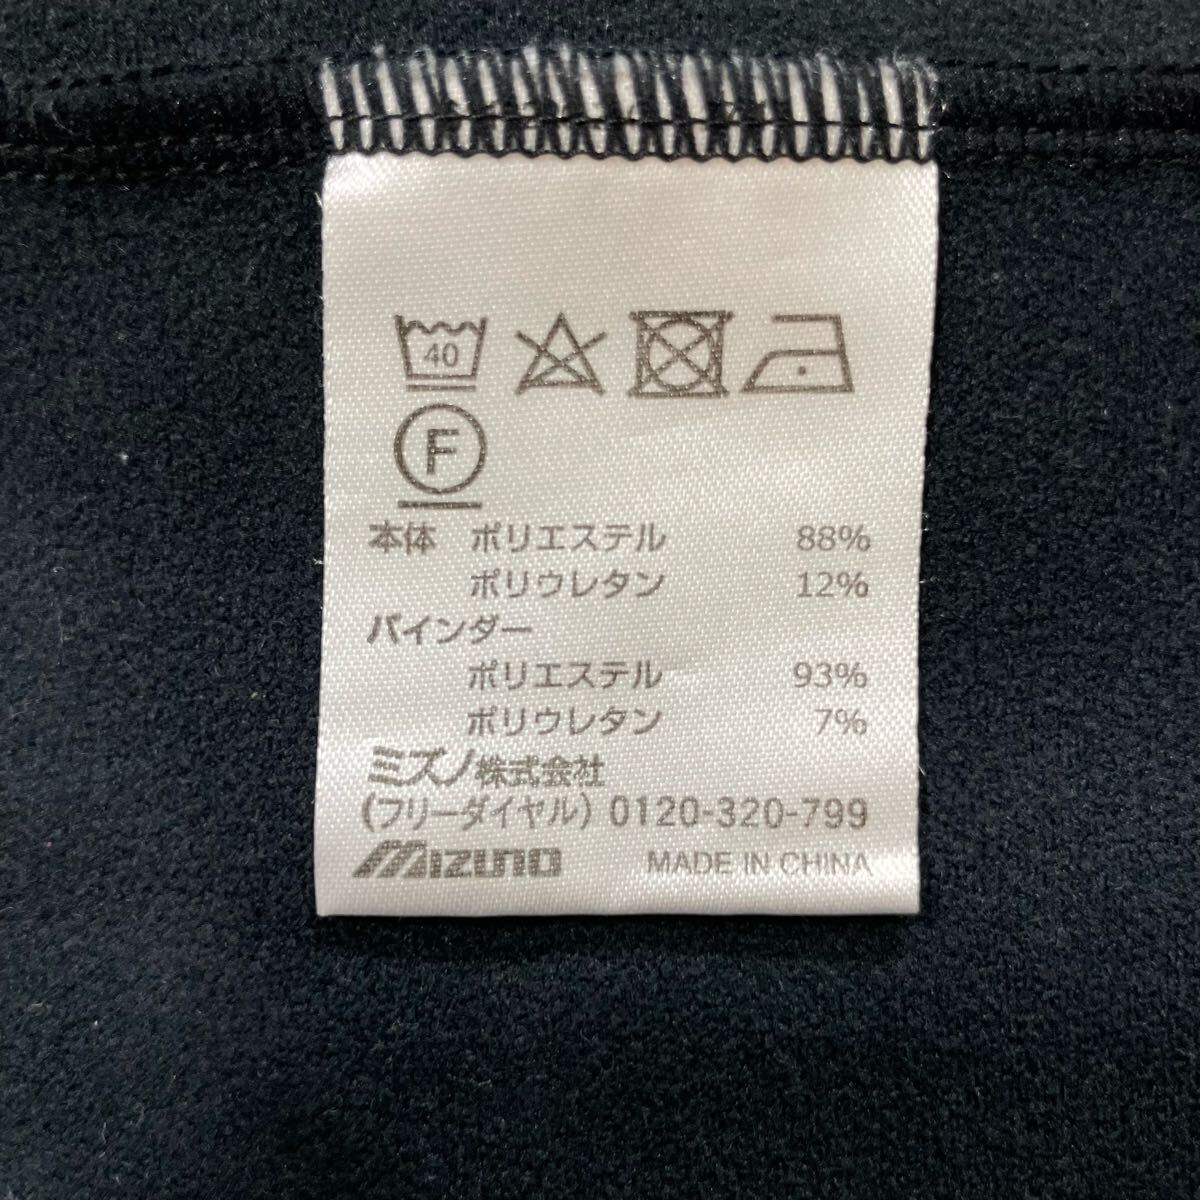 40
F
本体 ポリエステル 88%
ポリウレタン 12%
バインダー
ポリエステル 93%
ポリウレタン 7%
ミズノ株式会社
(フリーダイヤル) 0120-320-799
MIZUNO MADE IN CHINA